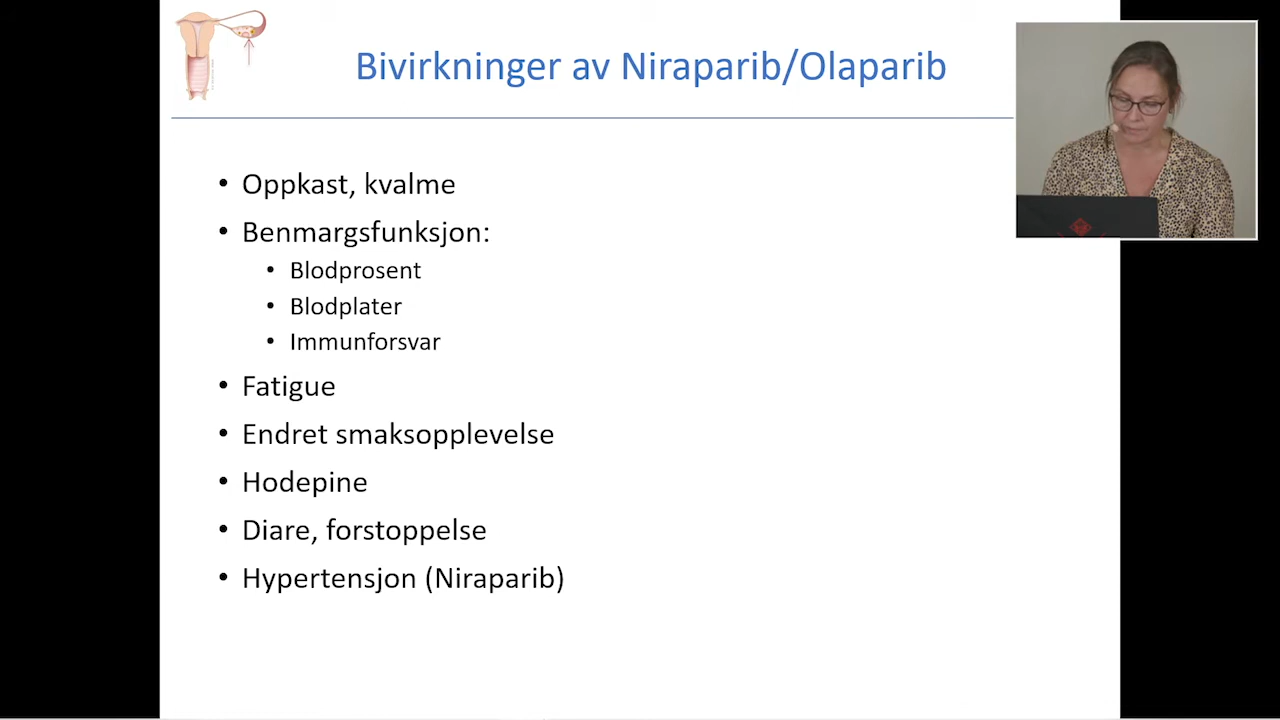 Bivirkninger av Niraparib/Olaparib
• Oppkast, kvalme
• Benmargsfunksjon:
• Blodprosent
• Blodplater
• Immunforsvar
• Fatigue
• Endret smaksopplevelse
• Hodepine
• Diare, forstoppelse
• Hypertensjon (Niraparib)